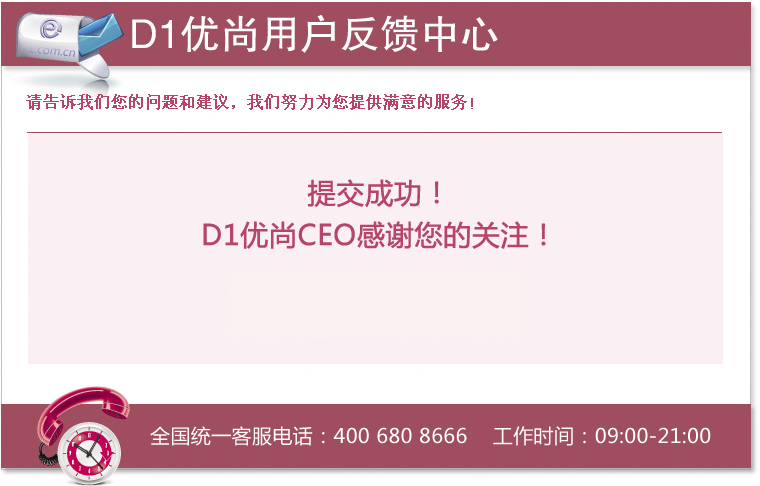 e
.com.cn
D1优尚用户反馈中心
请告诉我们您的问题和建议，我们努力为您提供满意的服务！
提交成功！
D1优尚CEO感谢您的关注！
全国统一客服电话：400 680 8666 工作时间：09:00-21:00